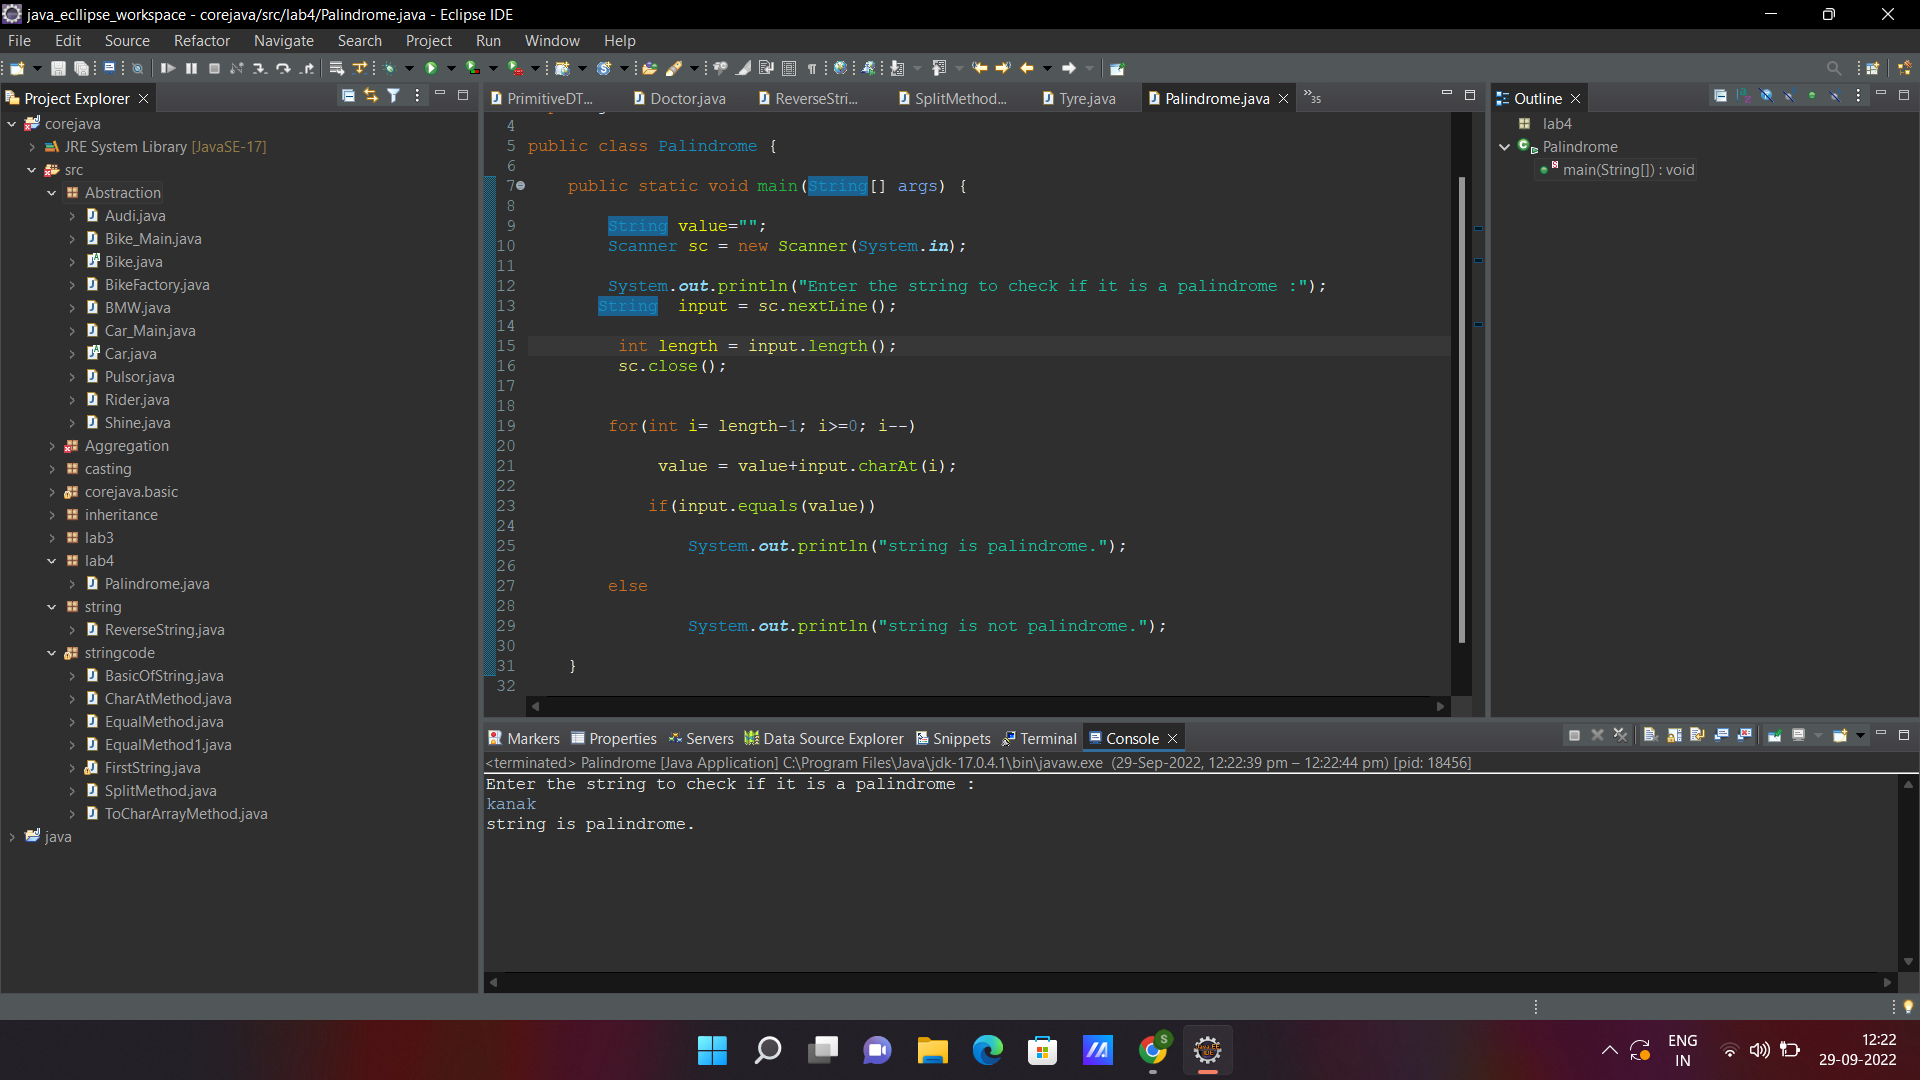 java_ecllipse_workspace - corejava/src/lab4/Palindrome.java - Eclipse IDE
File Edit Source Refactor Navigate Search Project Run Window Help
Project Explorer
corejava
JRE System Library [JavaSE-17]
src
Abstraction
Audi.java
Bike_Main.java
Bike.java
BikeFactory.java
BMW.java
Car_Main.java
Car.java
Pulsor.java
Rider.java
Shine.java
Aggregation
casting
corejava.basic
inheritance
lab3
lab4
Palindrome.java
string
ReverseString.java
stringcode
BasicOfString.java
CharAtMethod.java
EqualMethod.java
EqualMethod1.java
FirstString.java
SplitMethod.java
ToCharArrayMethod.java
java
PrimitiveDT... Doctor.java ReverseStri... SplitMethod... Tyre.java Palindrome.java »35
4
5 public class Palindrome {
6
7 public static void main(String[] args) {
8
9 String value="";
10 Scanner sc = new Scanner(System.in);
11
12 System.out.println("Enter the string to check if it is a palindrome :");
13 String input = sc.nextLine();
14
15 int length = input.length();
16 sc.close();
17
18
19 for(int i= length-1; i>=0; i--)
20
21 value = value+input.charAt(i);
22
23 if(input.equals(value))
24
25 System.out.println("string is palindrome.");
26
27 else
28
29 System.out.println("string is not palindrome.");
30
31 }
32
Outline
lab4
Palindrome
main(String[]) : void
Markers Properties Servers Data Source Explorer Snippets Terminal Console
<terminated> Palindrome [Java Application] C:\Program Files\Java\jdk-17.0.4.1\bin\javaw.exe (29-Sep-2022, 12:22:39 pm – 12:22:44 pm) [pid: 18456]
Enter the string to check if it is a palindrome :
kanak
string is palindrome.
ENG
IN
12:22
29-09-2022